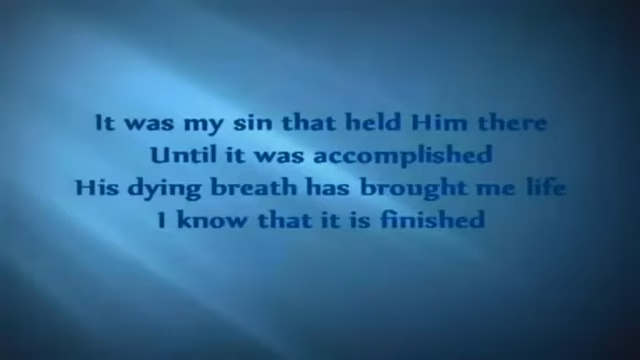 It was my sin that held Him there
Until it was accomplished
His dying breath has brought me life
I know that it is finished